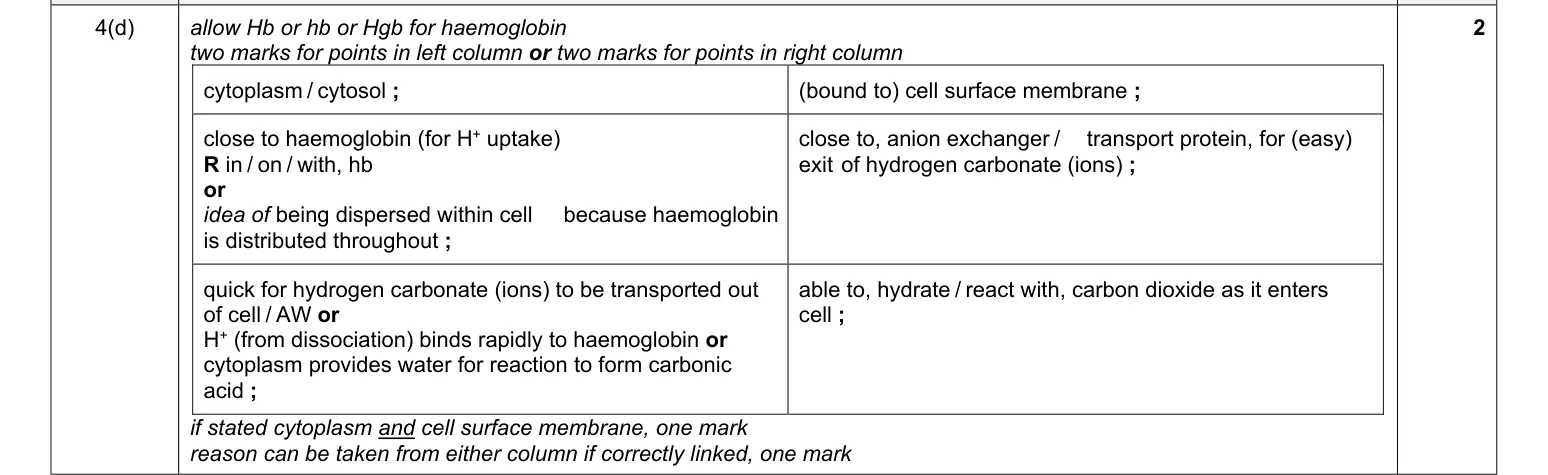 4(d)
allow Hb or hb or Hgb for haemoglobin
two marks for points in left column or two marks for points in right column
2
cytoplasm / cytosol ;
(bound to) cell surface membrane ;
close to haemoglobin (for H⁺ uptake)
R in / on / with, hb
or
idea of being dispersed within cell because haemoglobin
is distributed throughout ;
close to, anion exchanger / transport protein, for (easy)
exit of hydrogen carbonate (ions) ;
quick for hydrogen carbonate (ions) to be transported out
of cell / AW or
H⁺ (from dissociation) binds rapidly to haemoglobin or
cytoplasm provides water for reaction to form carbonic
acid ;
able to, hydrate / react with, carbon dioxide as it enters
cell ;
if stated cytoplasm and cell surface membrane, one mark
reason can be taken from either column if correctly linked, one mark